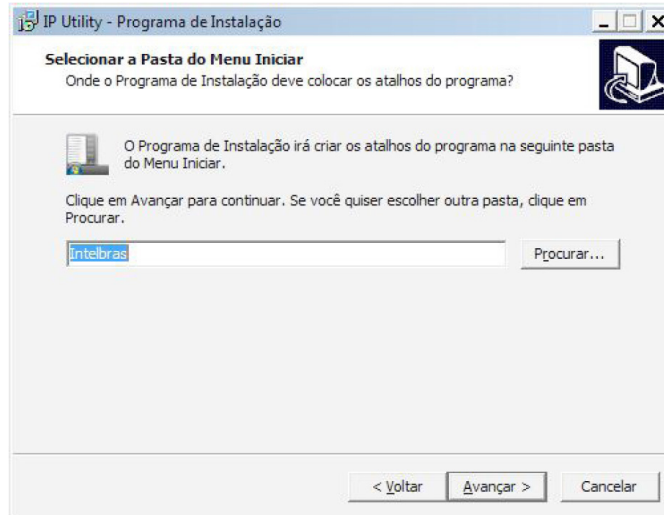 IP Utility - Programa de Instalação
Selecionar a Pasta do Menu Iniciar
Onde o Programa de Instalação deve colocar os atalhos do programa?
O Programa de Instalação irá criar os atalhos do programa na seguinte pasta
do Menu Iniciar.
Clique em Avançar para continuar. Se você quiser escolher outra pasta, clique em
Procurar.
Intelbras
Procurar...
< Voltar
Avançar >
Cancelar